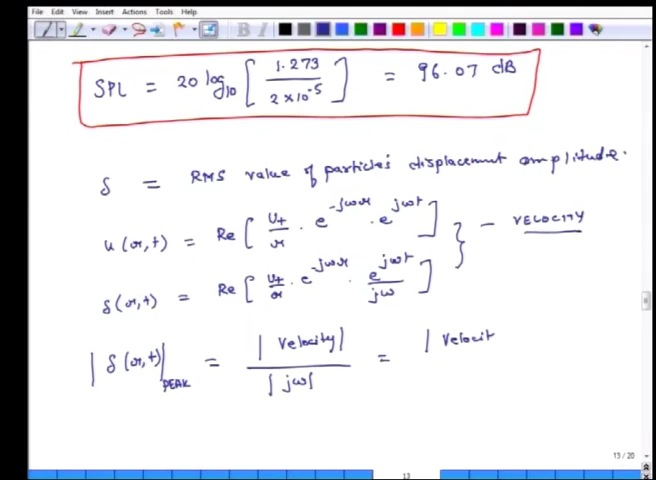 File Edit View Insert Actions Tools Help
SPL = 20 log10 [ 1.273 / 2×10^-5 ] = 96.07 dB
δ = RMS value of particle's displacement amplitude.
u(r,t) = Re[ U+/r · e^-jωr · e^jωt ] } - VELOCITY
δ(r,t) = Re[ U+/r · e^-jωr · e^jωt/jω ]
|δ(r,t)|PEAK = |Velocity| / |jω| = | Velocit
13 / 20
13